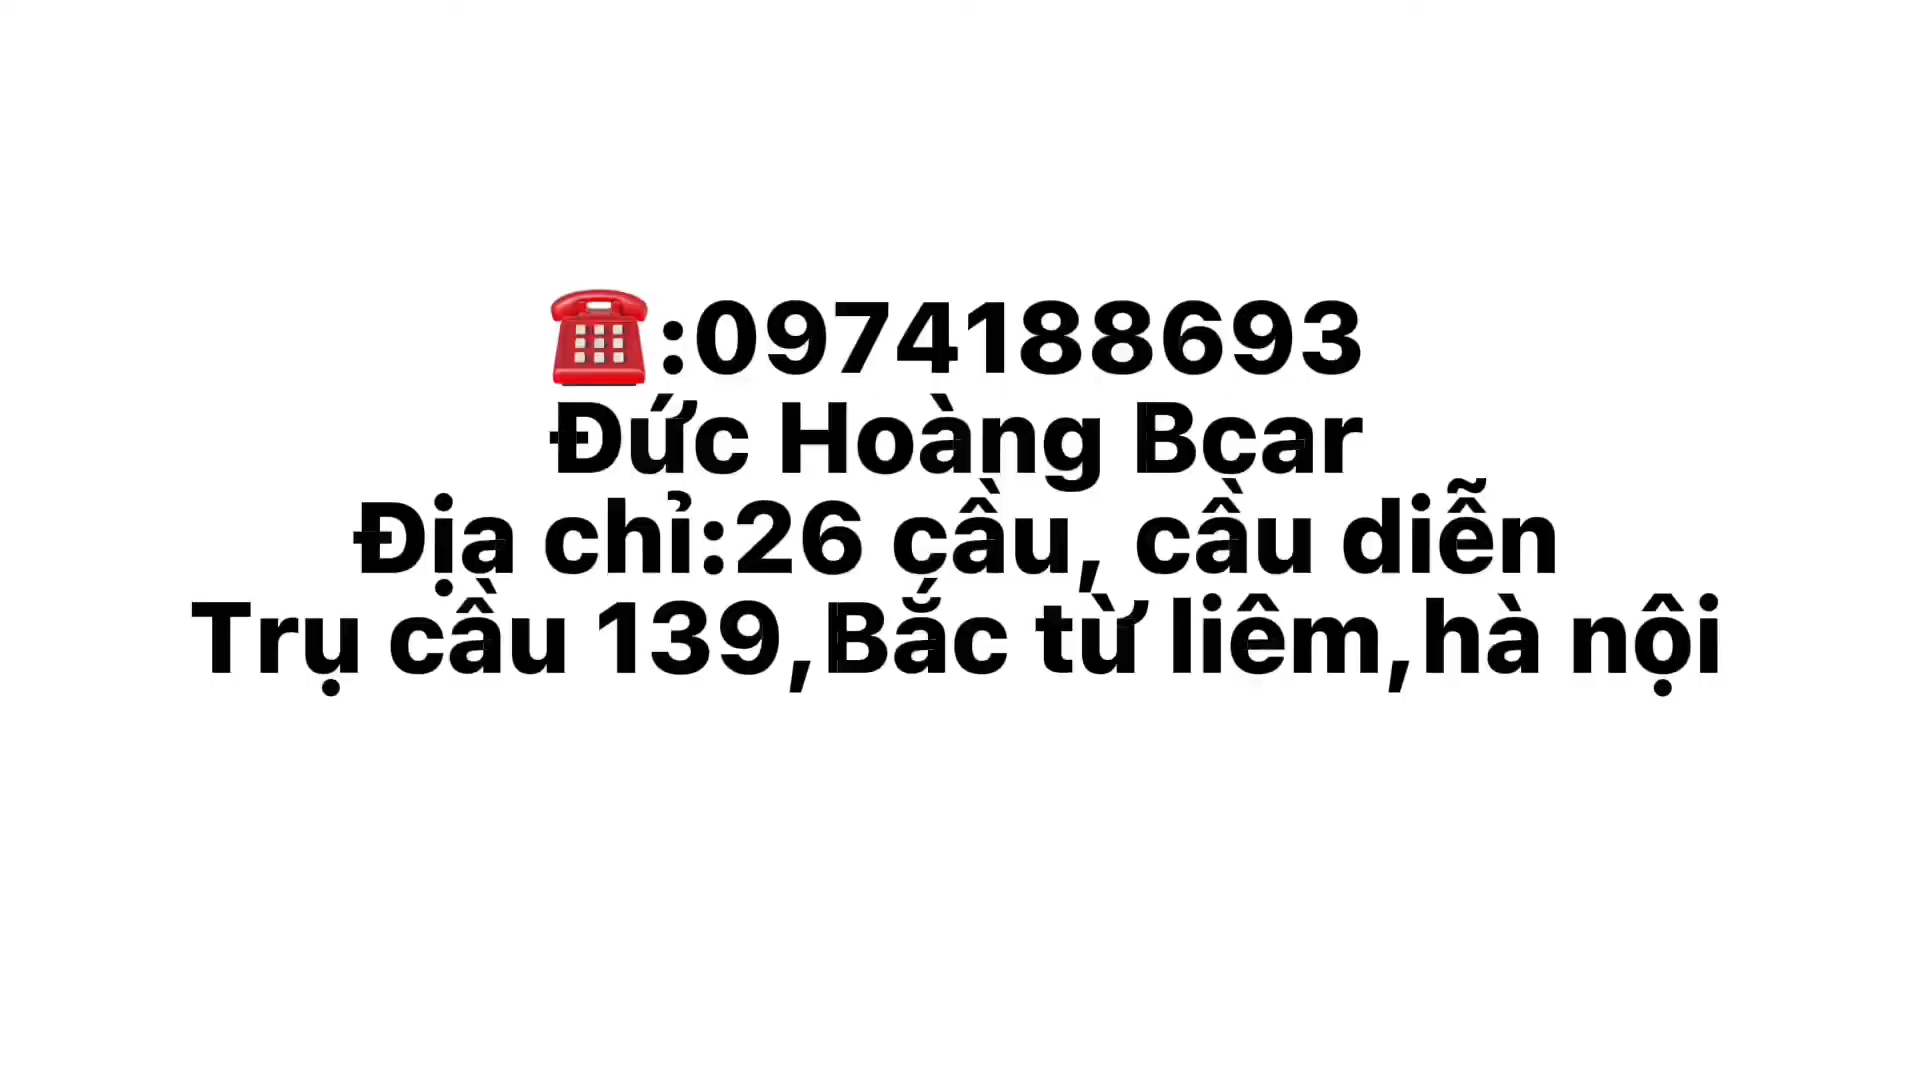 ☎️:0974188693
Đức Hoàng Bcar
Địa chỉ:26 cầu, cầu diễn
Trụ cầu 139,Bắc từ liêm,hà nội